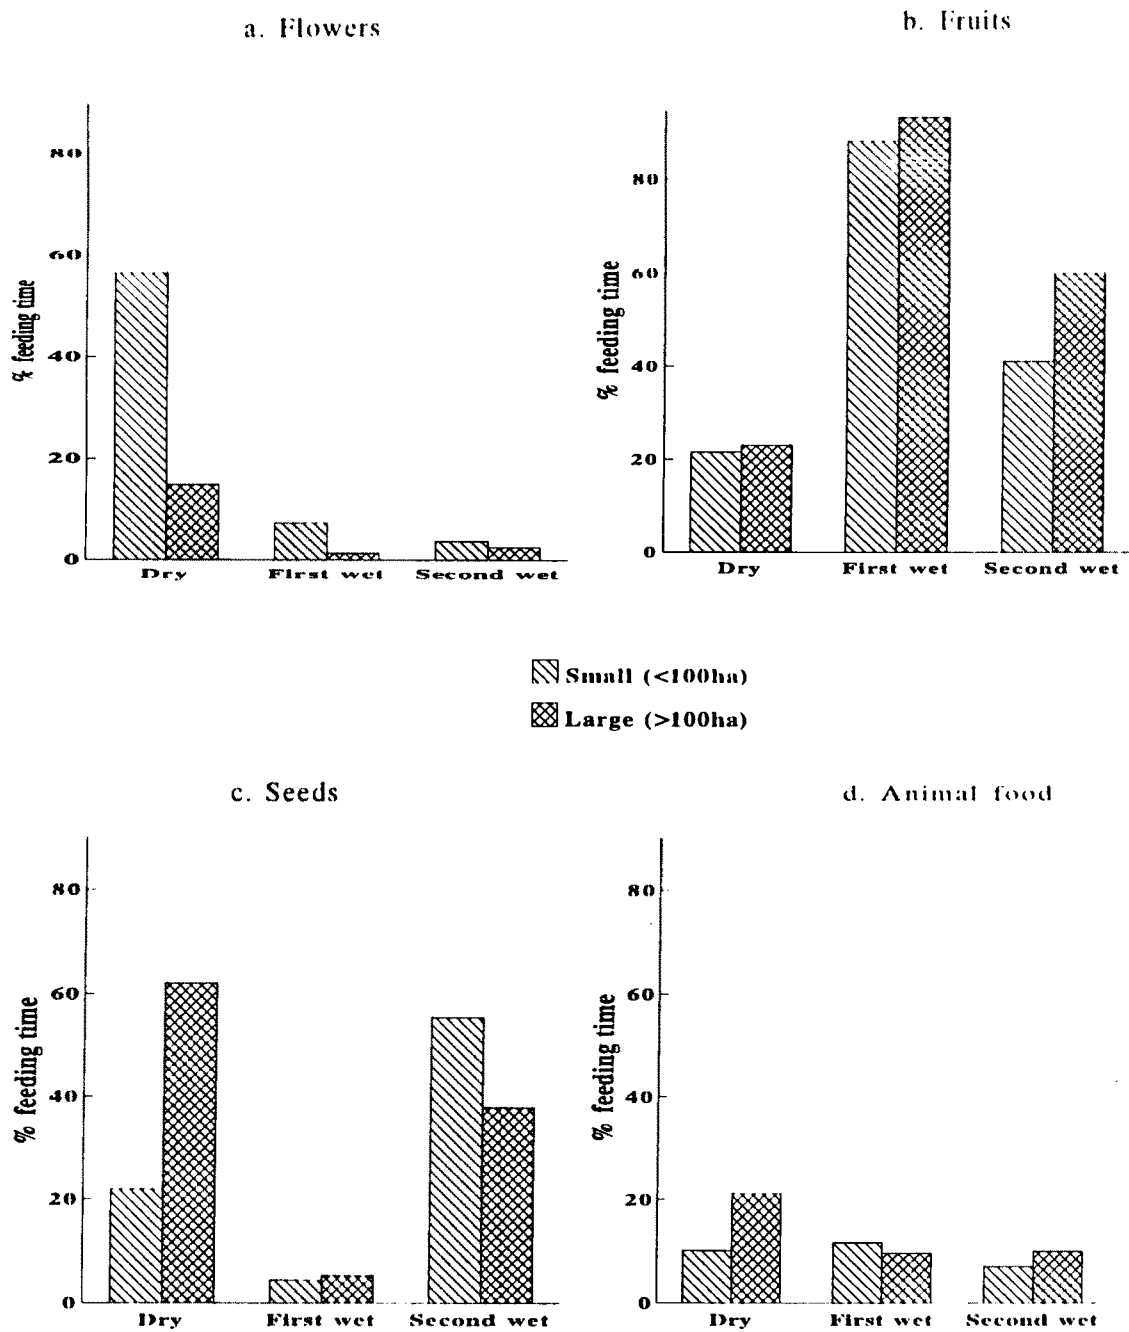 a. Flowers
b. Fruits
% feeding time
80
60
40
20
0
Dry First wet Second wet
% feeding time
80
60
40
20
0
Dry First wet Second wet
Small (<100ha)
Large (>100ha)
c. Seeds
d. Animal food
% feeding time
80
60
40
20
0
Dry First wet Second wet
% feeding time
80
60
40
20
0
Dry First wet Second wet